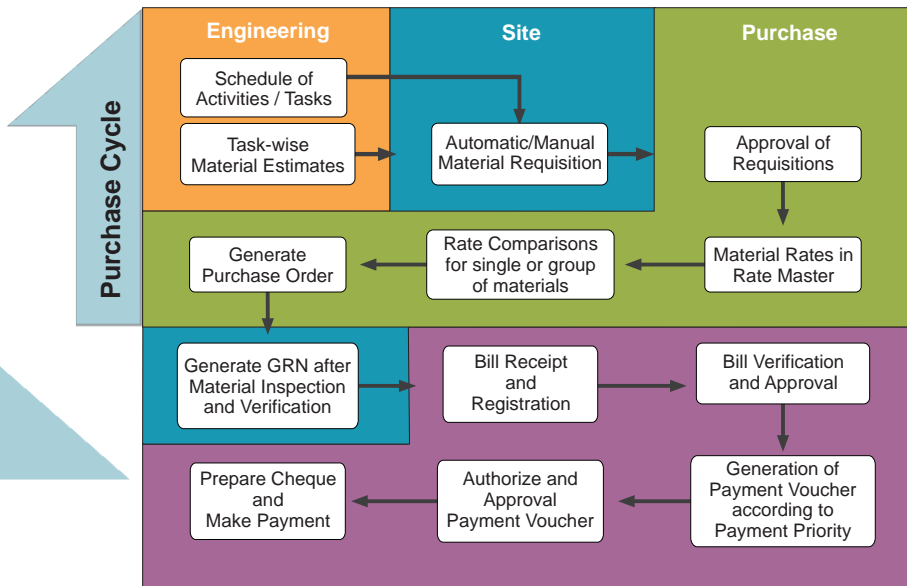 Purchase Cycle
Engineering
Site
Purchase
Schedule of
Activities / Tasks
Task-wise
Material Estimates
Automatic/Manual
Material Requisition
Approval of
Requisitions
Material Rates in
Rate Master
Rate Comparisons
for single or group
of materials
Generate
Purchase Order
Generate GRN after
Material Inspection
and Verification
Bill Receipt
and
Registration
Bill Verification
and Approval
Generation of
Payment Voucher
according to
Payment Priority
Authorize and
Approval
Payment Voucher
Prepare Cheque
and
Make Payment